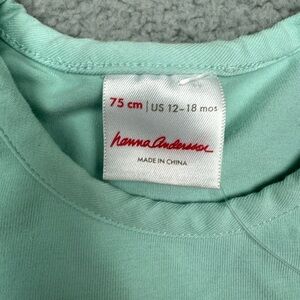 75 cm | US 12-18 mos
hanna andersson
MADE IN CHINA